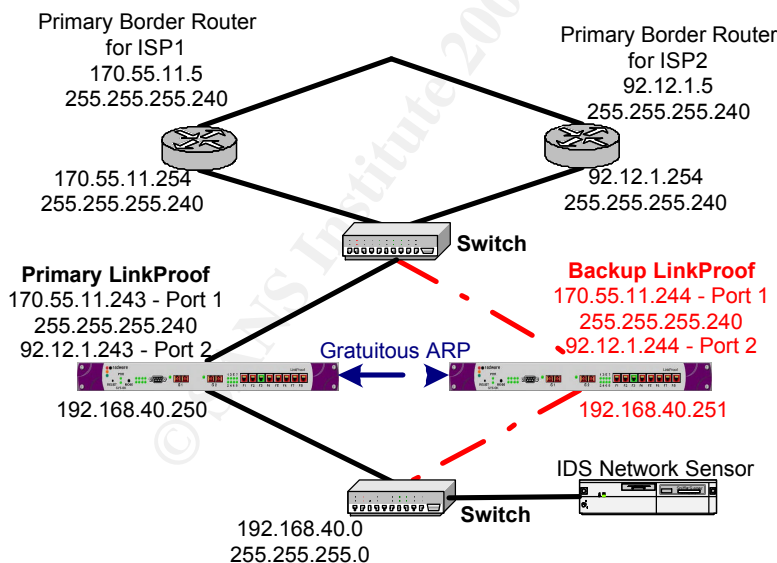 Primary Border Router
for ISP1
170.55.11.5
255.255.255.240
Primary Border Router
for ISP2
92.12.1.5
255.255.255.240
170.55.11.254
255.255.255.240
92.12.1.254
255.255.255.240
Switch
Primary LinkProof
170.55.11.243 - Port 1
255.255.255.240
92.12.1.243 - Port 2
Backup LinkProof
170.55.11.244 - Port 1
255.255.255.240
92.12.1.244 - Port 2
Gratuitous ARP
192.168.40.250
192.168.40.251
IDS Network Sensor
Switch
192.168.40.0
255.255.255.0
© SANS Institute 200